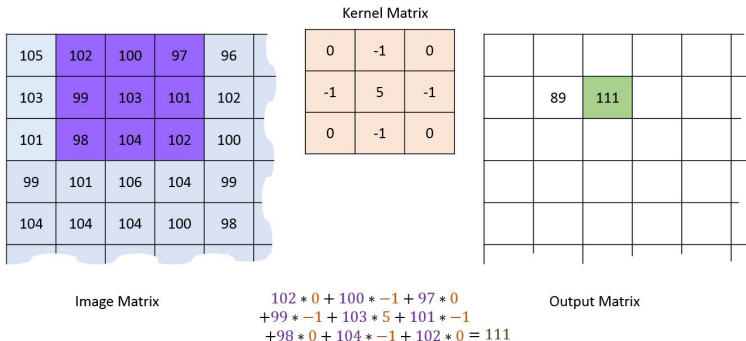 Kernel Matrix
105 102 100 97 96
103 99 103 101 102
101 98 104 102 100
99 101 106 104 99
104 104 104 100 98
0 -1 0
-1 5 -1
0 -1 0
89 111
Image Matrix
102 * 0 + 100 * −1 + 97 * 0
+99 * −1 + 103 * 5 + 101 * −1
+98 * 0 + 104 * −1 + 102 * 0 = 111
Output Matrix